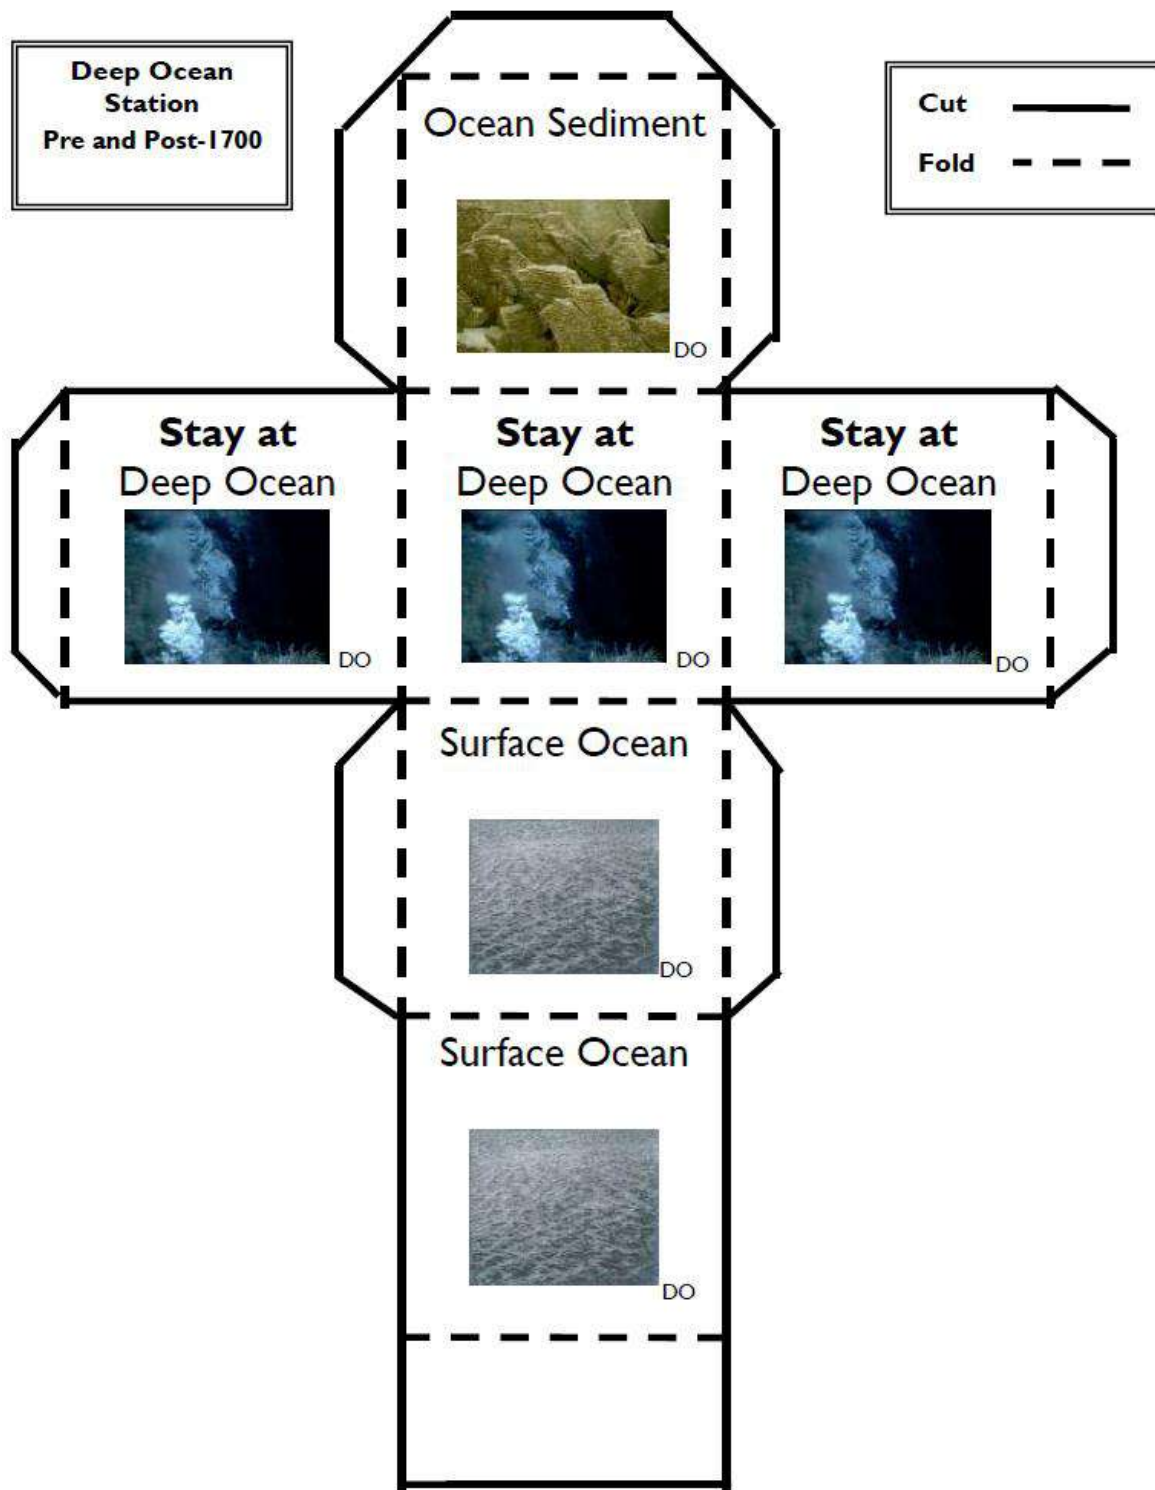 Deep Ocean
Station
Pre and Post-1700
Cut
Fold
Ocean Sediment
DO
Stay at
Deep Ocean
DO
Stay at
Deep Ocean
DO
Stay at
Deep Ocean
DO
Surface Ocean
DO
Surface Ocean
DO